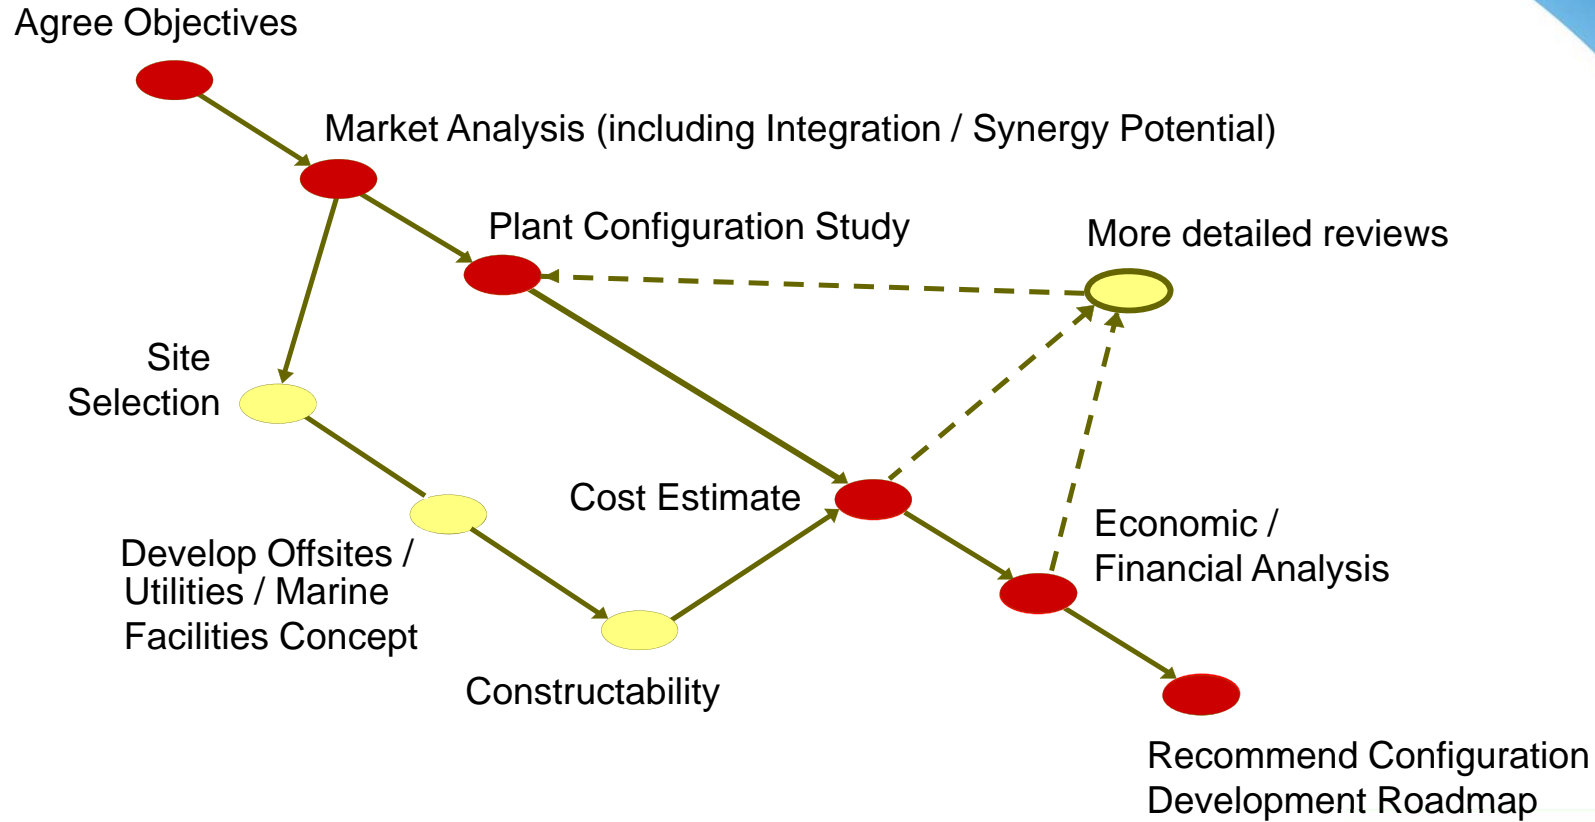 Agree Objectives
Market Analysis (including Integration / Synergy Potential)
Plant Configuration Study
More detailed reviews
Site
Selection
Cost Estimate
Economic /
Financial Analysis
Develop Offsites /
Utilities / Marine
Facilities Concept
Constructability
Recommend Configuration
Development Roadmap